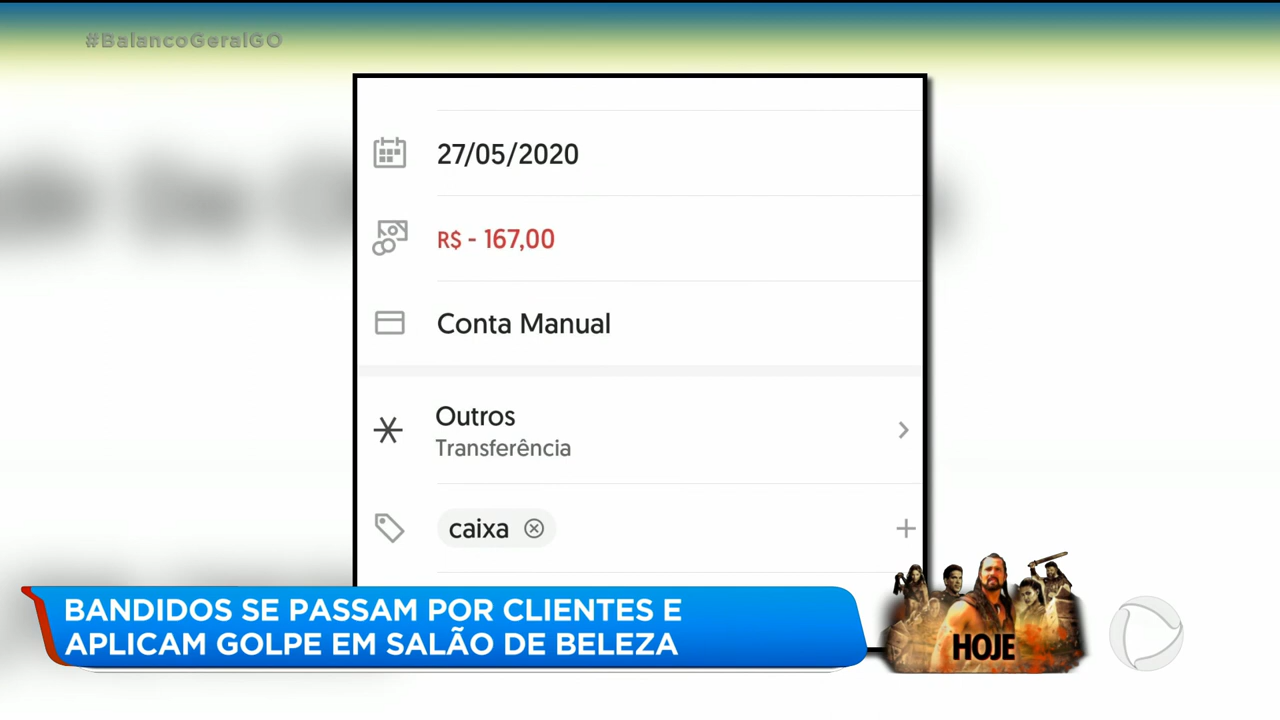 #BalancoGeralGO
27/05/2020
R$ - 167,00
Conta Manual
Outros
Transferência
caixa
BANDIDOS SE PASSAM POR CLIENTES E
APLICAM GOLPE EM SALÃO DE BELEZA
HOJE